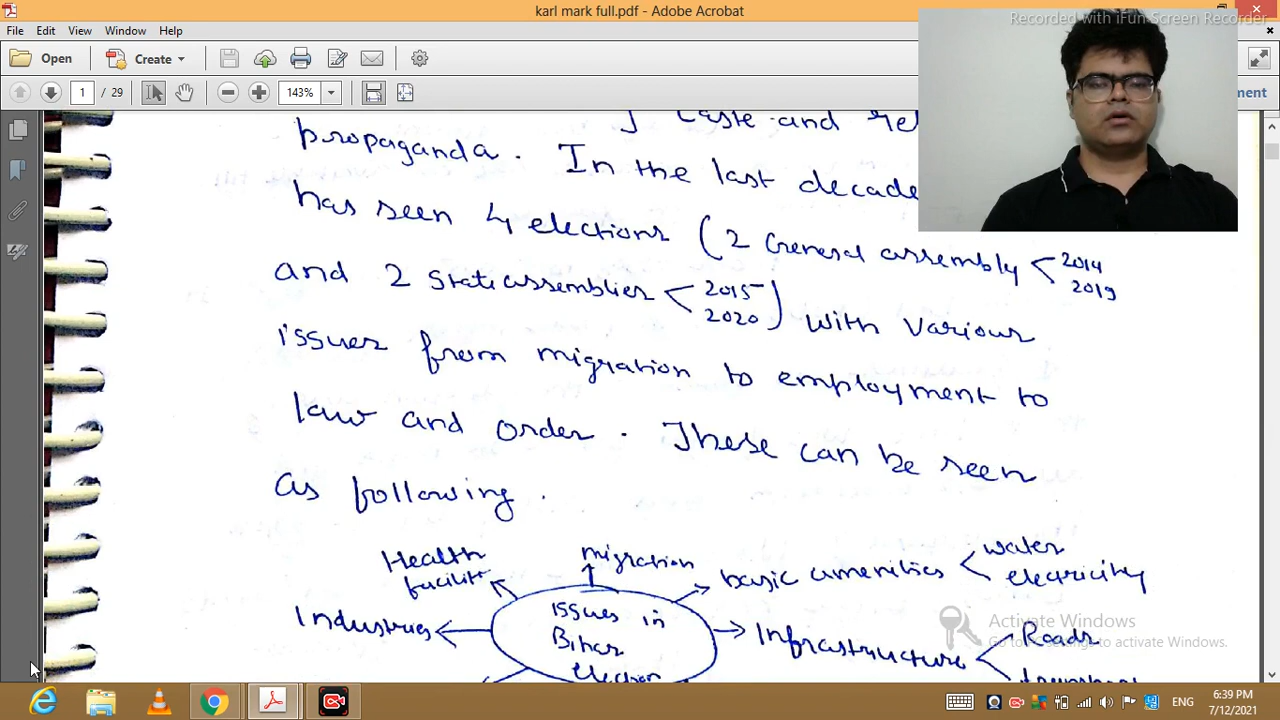 karl mark full.pdf - Adobe Acrobat
Recorded with iFun Screen Recorder
File Edit View Window Help
Open Create
1 / 29 143%
caste and
propaganda. In the last decade
has seen 4 elections (2 General assembly < 2014
2019
and 2 State assemblies < 2015
2020) with various
issues from migration to employment to
law and order. These can be seen
as following.
Health
migration
basic amenities < water
electricity
Industries
issues in
Bihar
election
Infrastructure < Roads
Activate Windows
Go to PC settings to activate Windows.
ENG
6:39 PM
7/12/2021